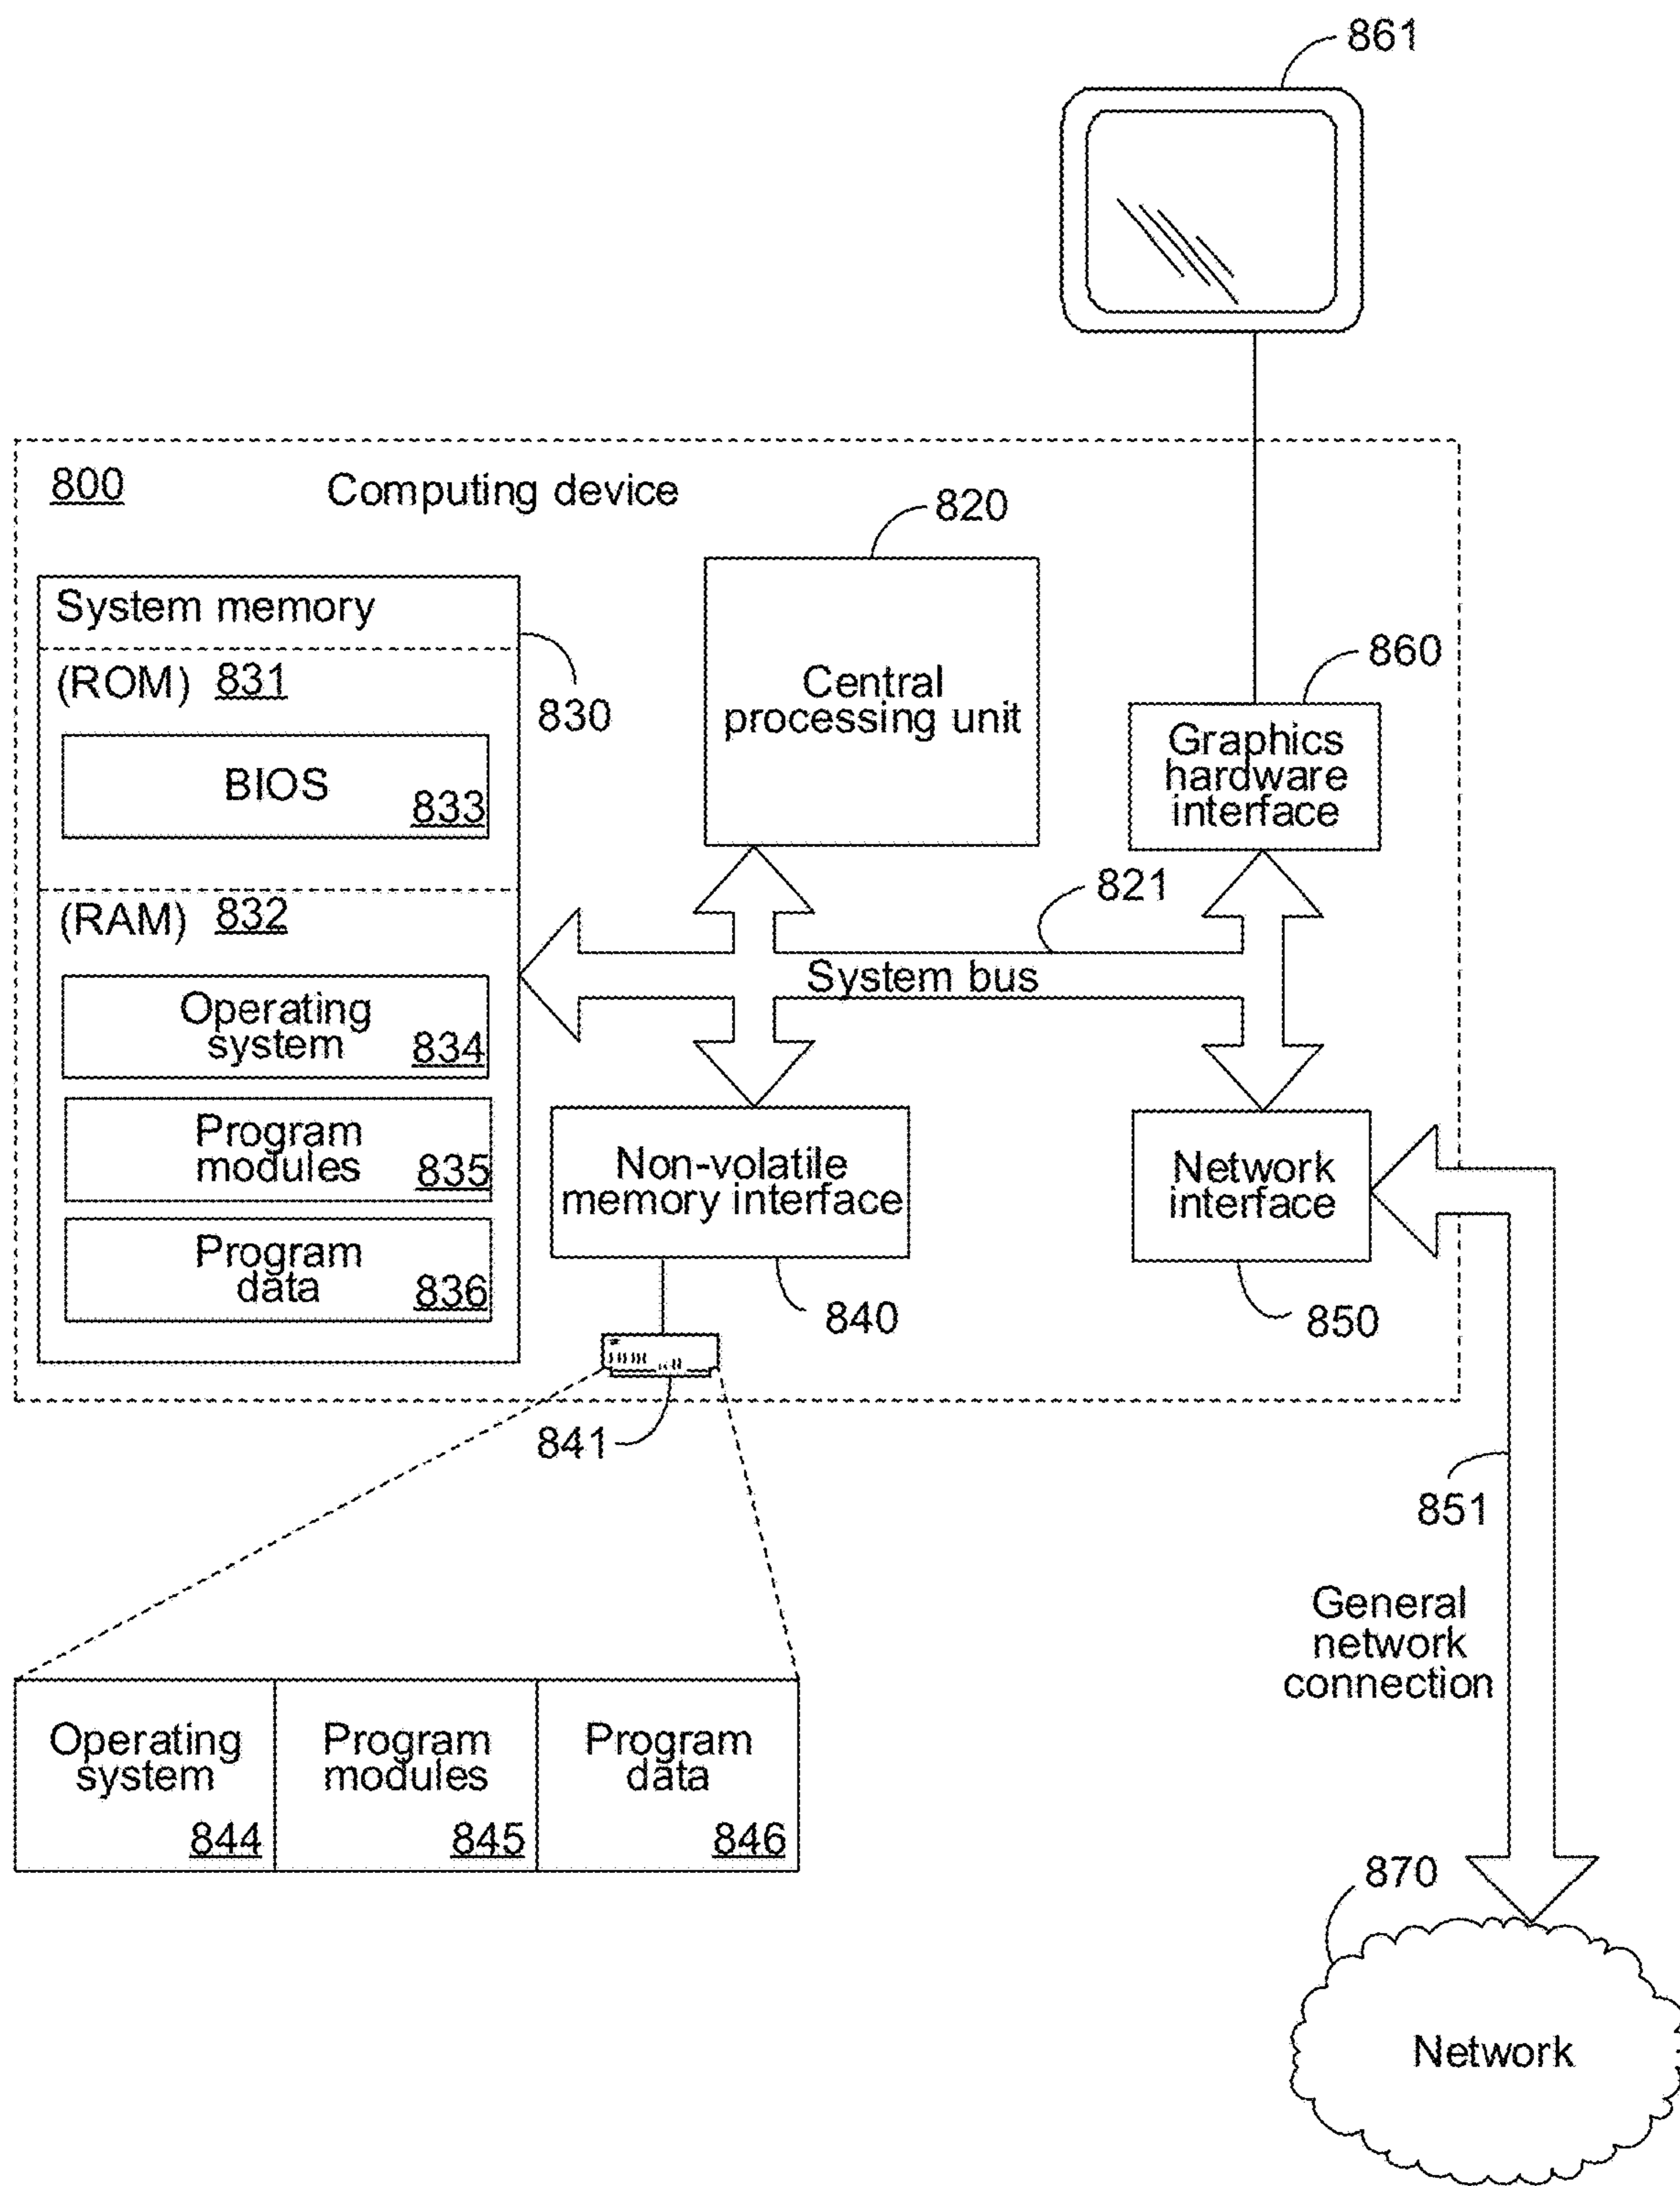 861
800
Computing device
820
System memory
(ROM) 831
830
BIOS
833
Central
processing unit
860
Graphics
hardware
interface
(RAM) 832
821
System bus
Operating
system
834
Program
modules
835
Program
data
836
Non-volatile
memory interface
840
Network
interface
850
841
851
General
network
connection
Operating
system
844
Program
modules
845
Program
data
846
870
Network